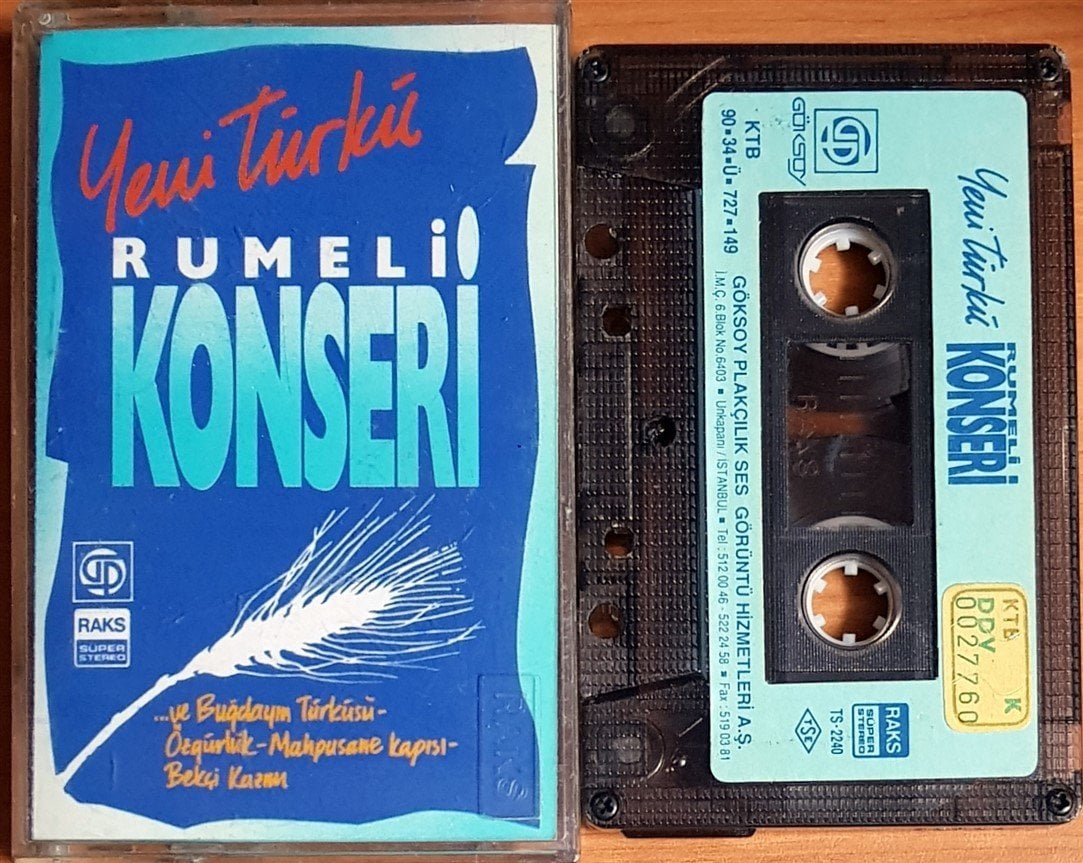 Yeni Türkü
RUMELİ
KONSERİ
RAKS
SÜPER
STEREO
...ve Buğdayın Türküsü-
Özgürlük-Mahpusane Kapısı-
Bekçi Kazım
RAKS
GÖKSOY
Yeni Türkü
RUMELİ
KONSERİ
KTB
90▪34▪Ü▪727▪149
GÖKSOY PLAKÇILIK SES GÖRÜNTÜ HİZMETLERİ A.Ş.
İ.M.Ç. 6.Blok No.6403 ▪ Unkapanı / İSTANBUL ▪ Tel : 512 00 46 - 522 24 58 ▪ Fax : 519 03 81
RAKS
KTB K
DDV
0027760
TSE
TS-2240
RAKS
SÜPER
STEREO